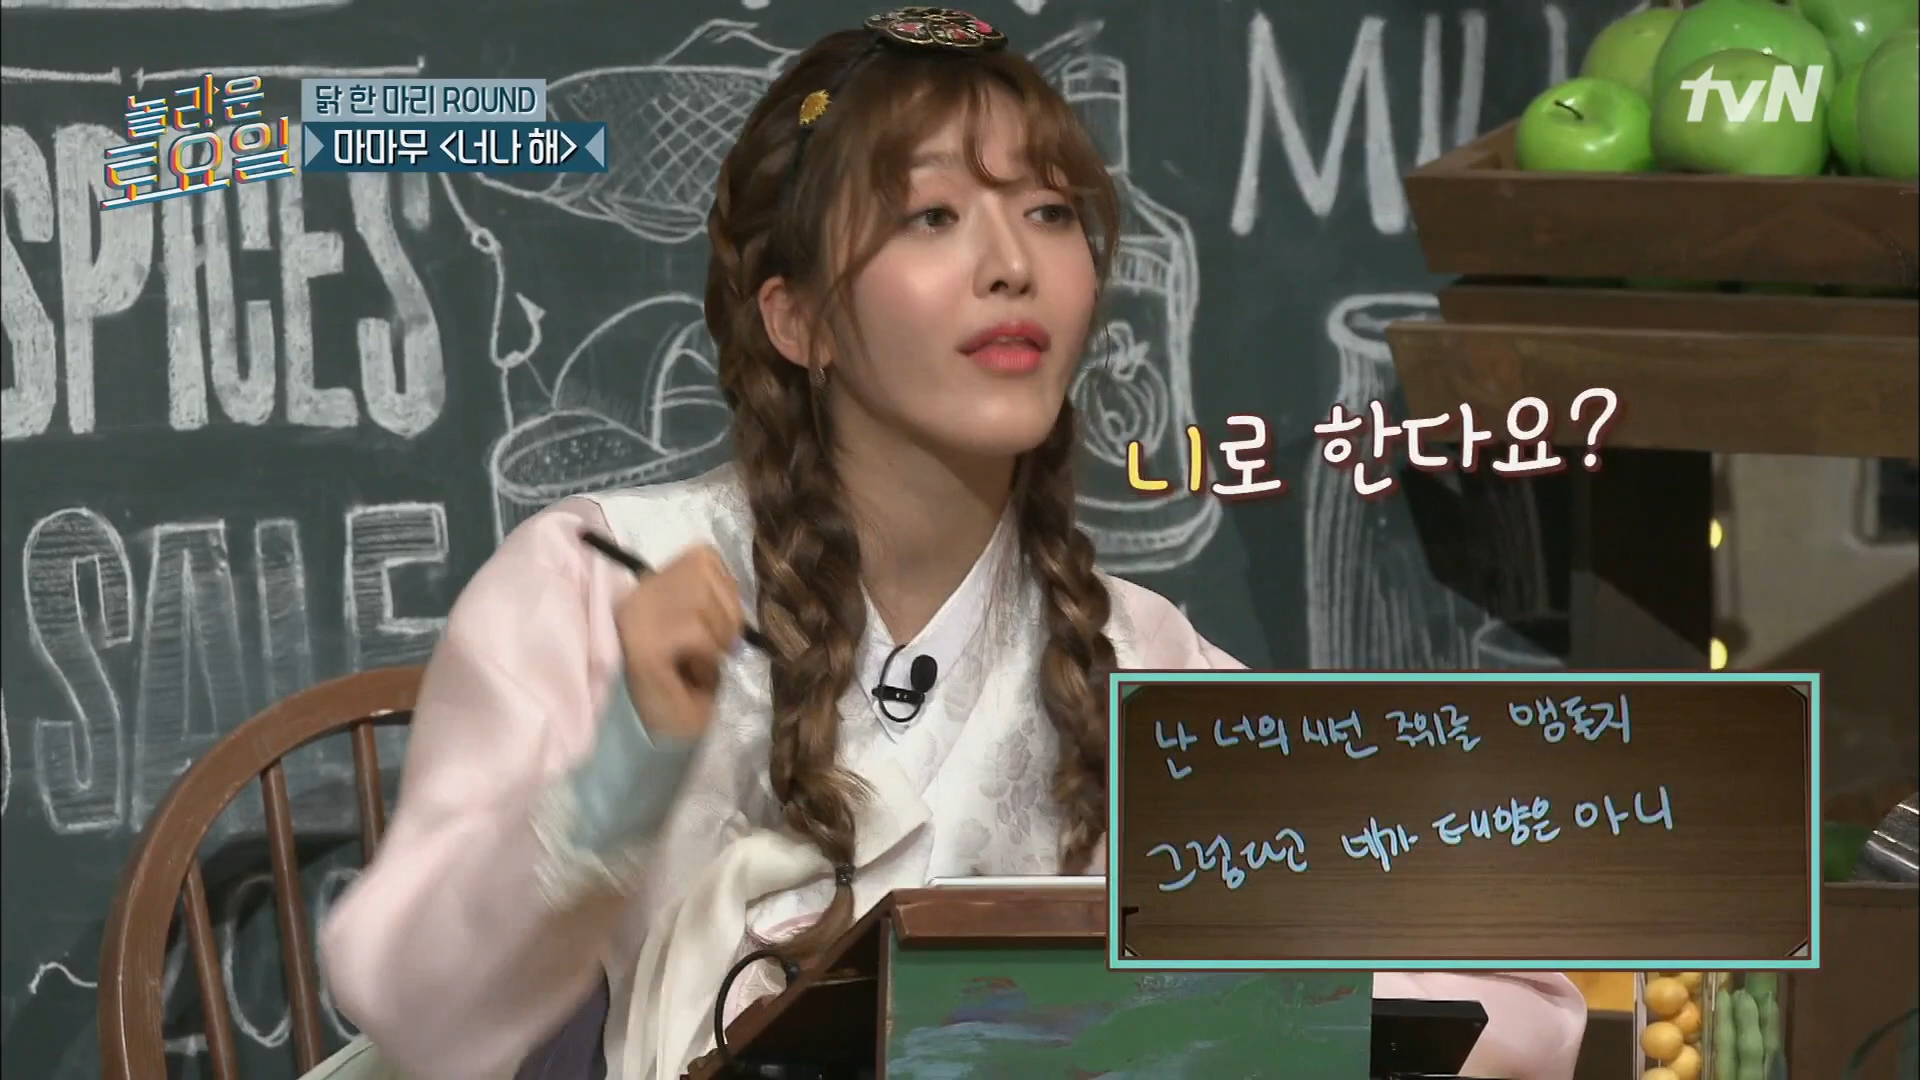 놀라운
토요일
닭 한 마리 ROUND
마마무 <너나 해>
tvN
MIL
SPICES
SALE
니로 한다요?
난 너의 시선 주위를 맴돌지
그렇다고 네가 태양은 아니